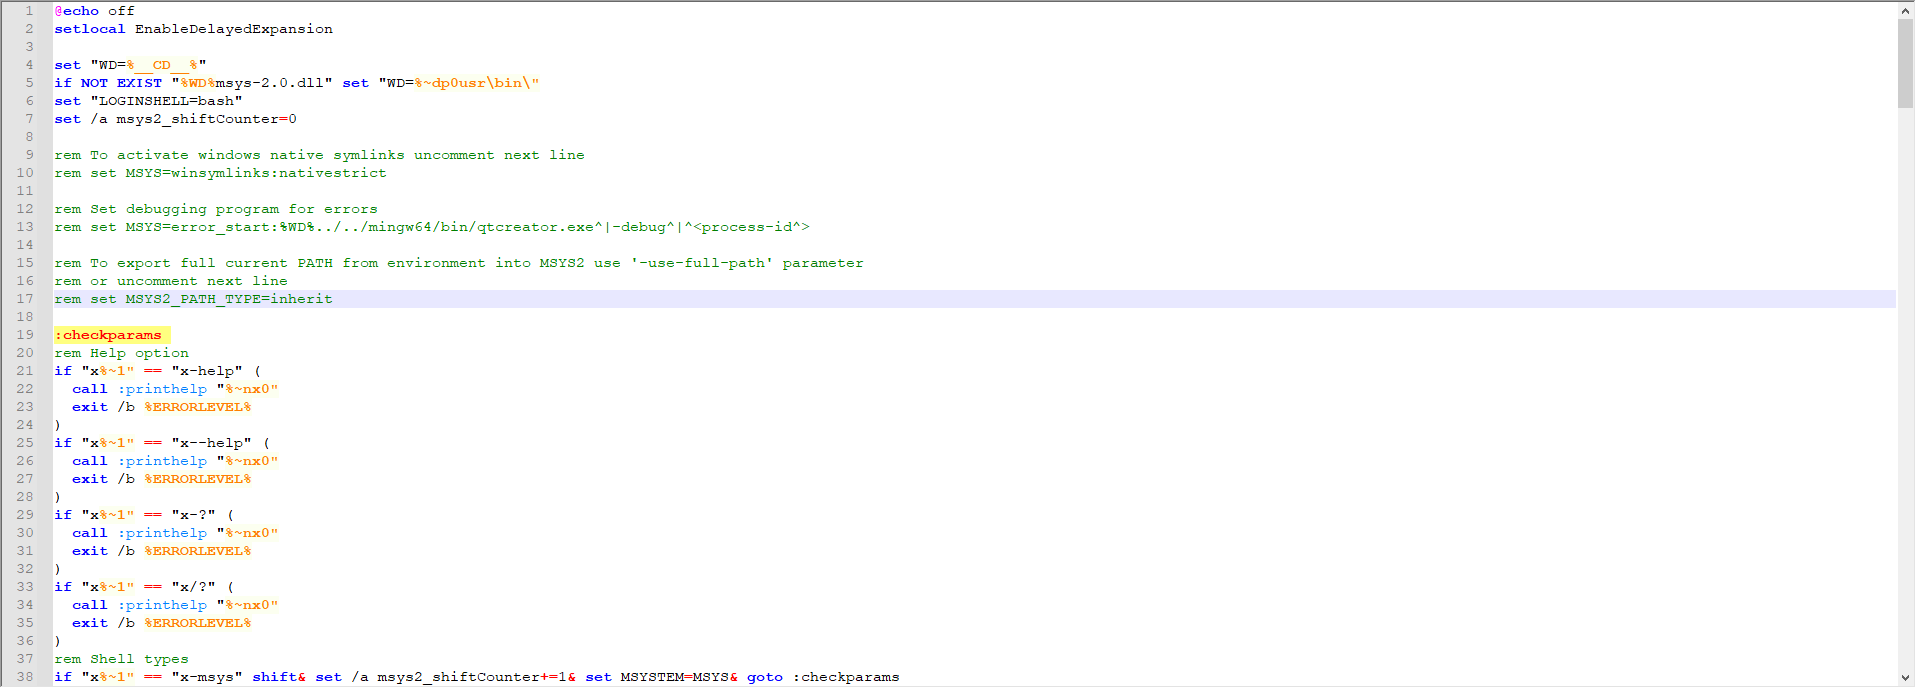 1 @echo off
2 setlocal EnableDelayedExpansion
3
4 set "WD=%__CD__%"
5 if NOT EXIST "%WD%msys-2.0.dll" set "WD=%~dp0usr\bin\"
6 set "LOGINSHELL=bash"
7 set /a msys2_shiftCounter=0
8
9 rem To activate windows native symlinks uncomment next line
10 rem set MSYS=winsymlinks:nativestrict
11
12 rem Set debugging program for errors
13 rem set MSYS=error_start:%WD%../../mingw64/bin/qtcreator.exe^|-debug^|^<process-id^>
14
15 rem To export full current PATH from environment into MSYS2 use '-use-full-path' parameter
16 rem or uncomment next line
17 rem set MSYS2_PATH_TYPE=inherit
18
19 :checkparams
20 rem Help option
21 if "x%~1" == "x-help" (
22   call :printhelp "%~nx0"
23   exit /b %ERRORLEVEL%
24 )
25 if "x%~1" == "x--help" (
26   call :printhelp "%~nx0"
27   exit /b %ERRORLEVEL%
28 )
29 if "x%~1" == "x-?" (
30   call :printhelp "%~nx0"
31   exit /b %ERRORLEVEL%
32 )
33 if "x%~1" == "x/?" (
34   call :printhelp "%~nx0"
35   exit /b %ERRORLEVEL%
36 )
37 rem Shell types
38 if "x%~1" == "x-msys" shift& set /a msys2_shiftCounter+=1& set MSYSTEM=MSYS& goto :checkparams